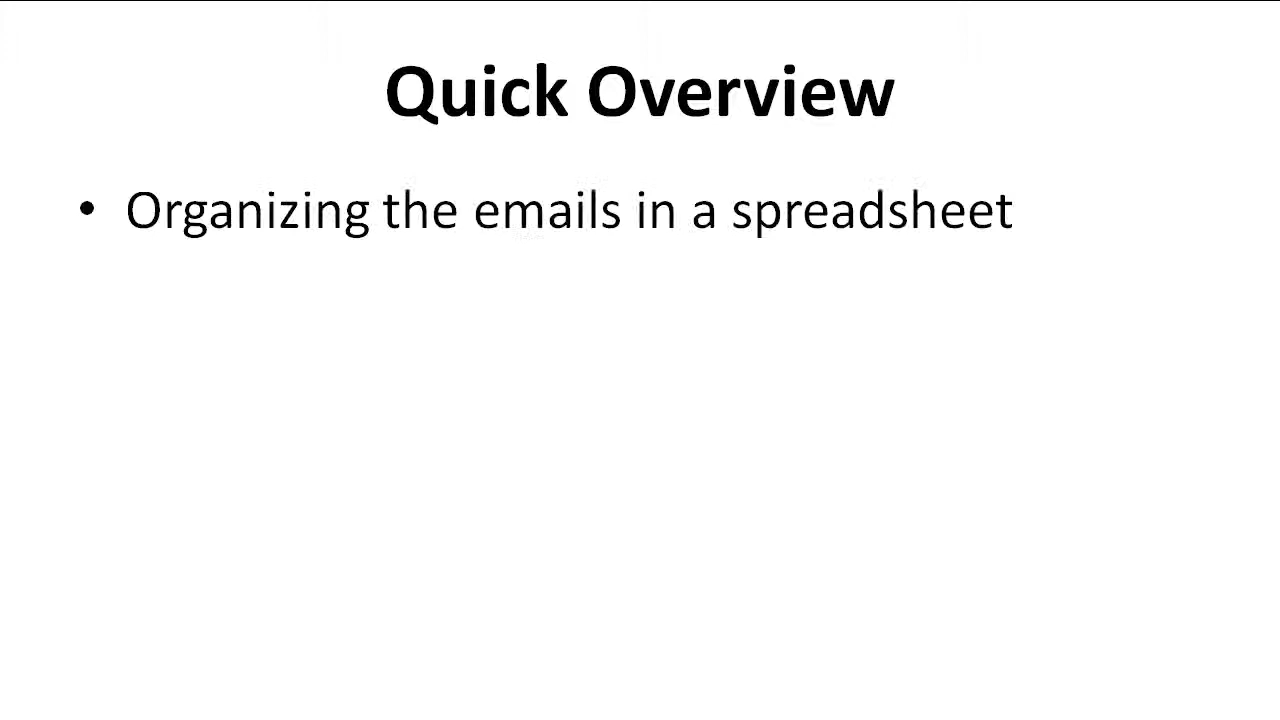 Quick Overview
• Organizing the emails in a spreadsheet